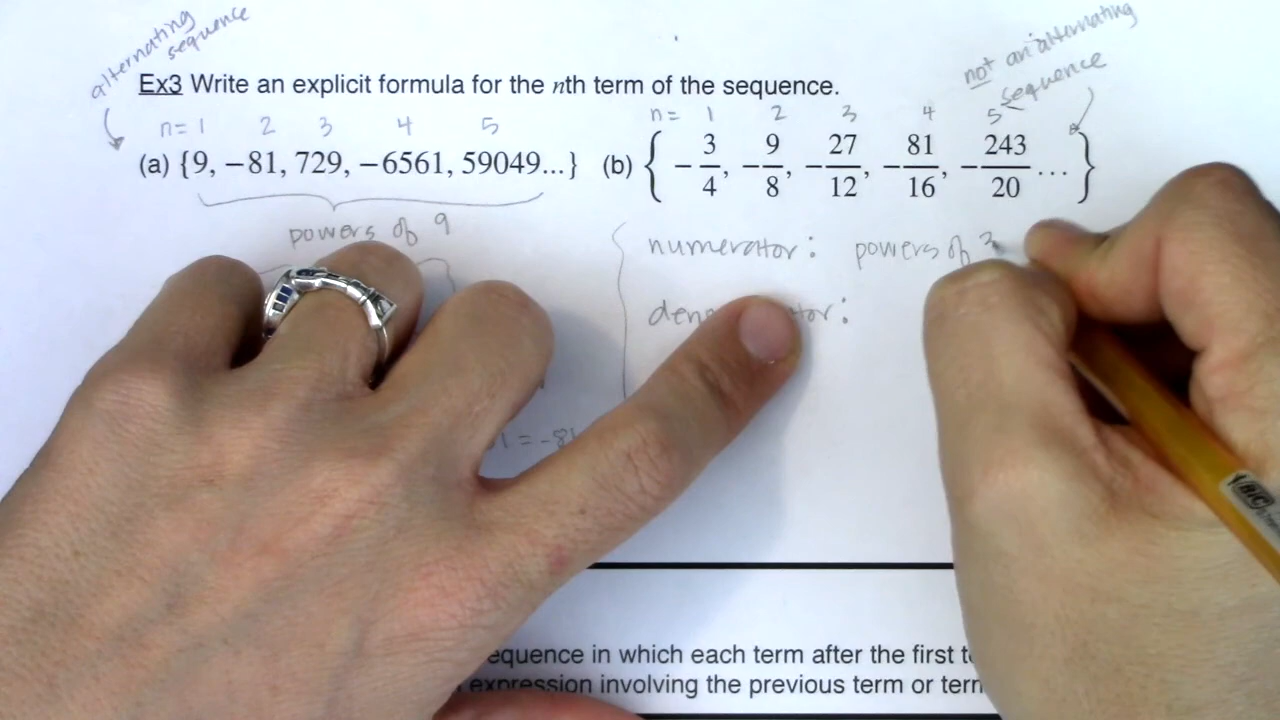 alternating
sequence
not an alternating
sequence
Ex3 Write an explicit formula for the nth term of the sequence.
n= 1 2 3 4 5
(a) {9, −81, 729, −6561, 59049...}
n= 1 2 3 4 5
(b) { −3/4, −9/8, −27/12, −81/16, −243/20 ... }
powers of 9
numerator: powers of 3
= -81
equence in which each term after the first
expression involving the previous term or
BIC